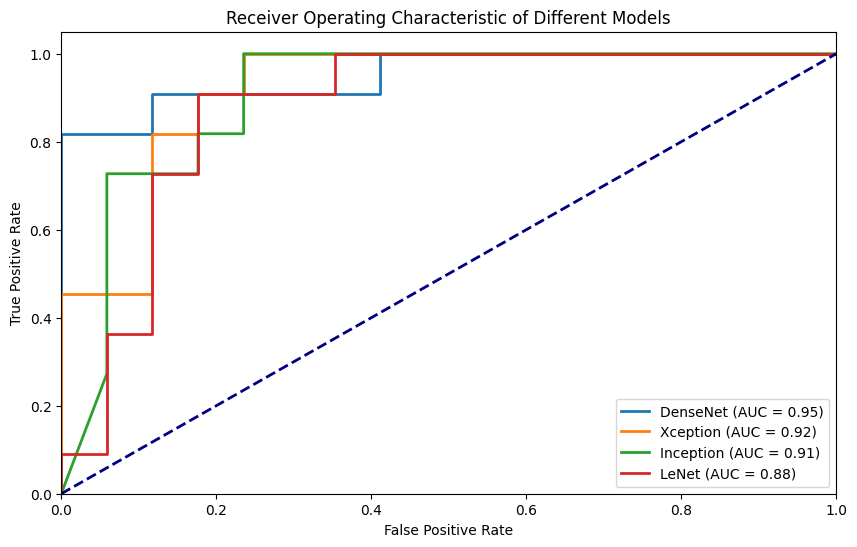 Receiver Operating Characteristic of Different Models
True Positive Rate
1.0
0.8
0.6
0.4
0.2
0.0
DenseNet (AUC = 0.95)
Xception (AUC = 0.92)
Inception (AUC = 0.91)
LeNet (AUC = 0.88)
0.0 0.2 0.4 0.6 0.8 1.0
False Positive Rate